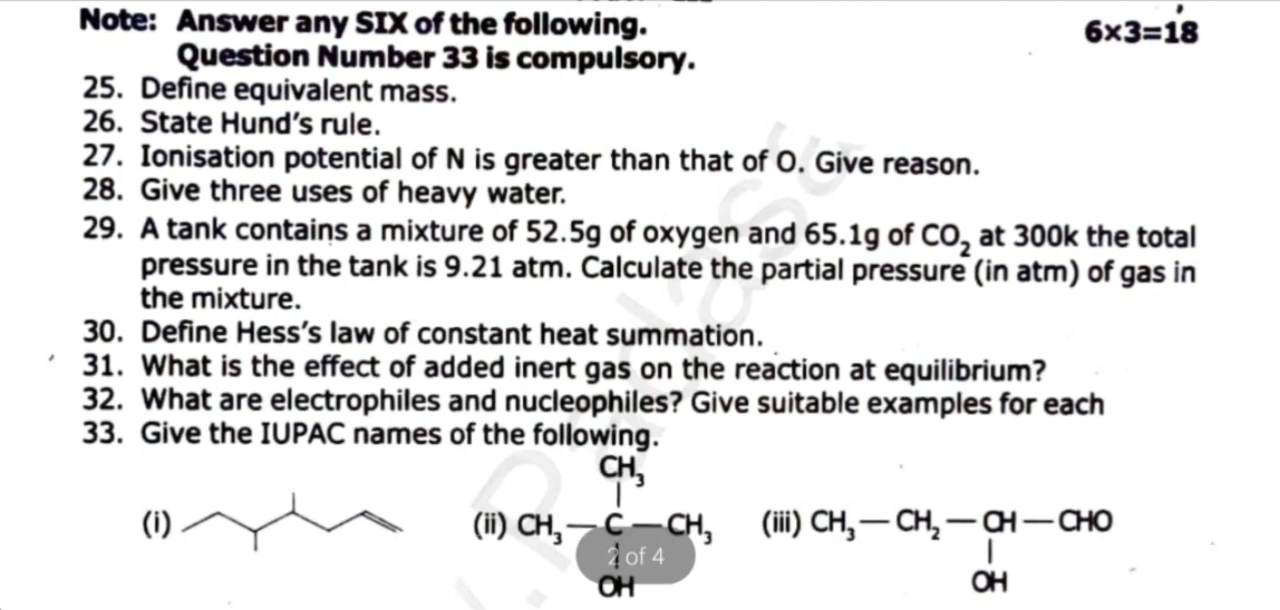 Note: Answer any SIX of the following. 6×3=18
Question Number 33 is compulsory.
25. Define equivalent mass.
26. State Hund's rule.
27. Ionisation potential of N is greater than that of O. Give reason.
28. Give three uses of heavy water.
29. A tank contains a mixture of 52.5g of oxygen and 65.1g of CO₂ at 300k the total
pressure in the tank is 9.21 atm. Calculate the partial pressure (in atm) of gas in
the mixture.
30. Define Hess's law of constant heat summation.
31. What is the effect of added inert gas on the reaction at equilibrium?
32. What are electrophiles and nucleophiles? Give suitable examples for each
33. Give the IUPAC names of the following.
CH₃
(i) (ii) CH₃—C—CH₃ (iii) CH₃—CH₂—CH—CHO
2 of 4
OH OH